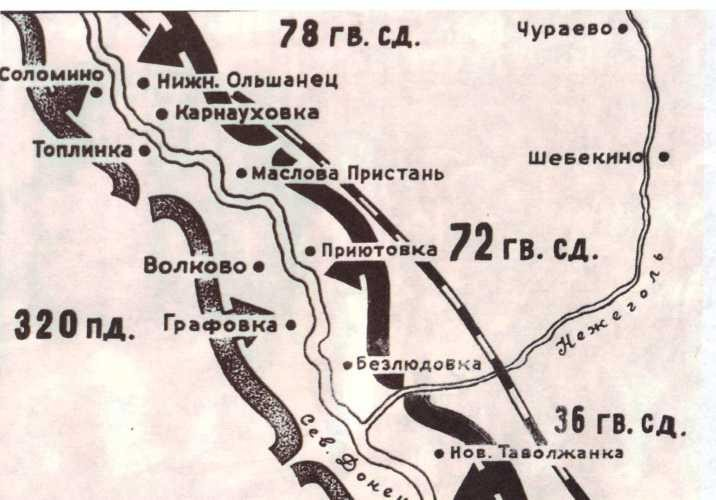 78 гв. сд.
Чураево
Соломино
Нижн. Ольшанец
Карнауховка
Топлинка
Маслова Пристань
Шебекино
Приютовка
72 гв. сд.
Волково
320 пд.
Графовка
Нежеголь
Безлюдовка
Сев. Донец
36 гв. сд.
Нов. Таволжанка